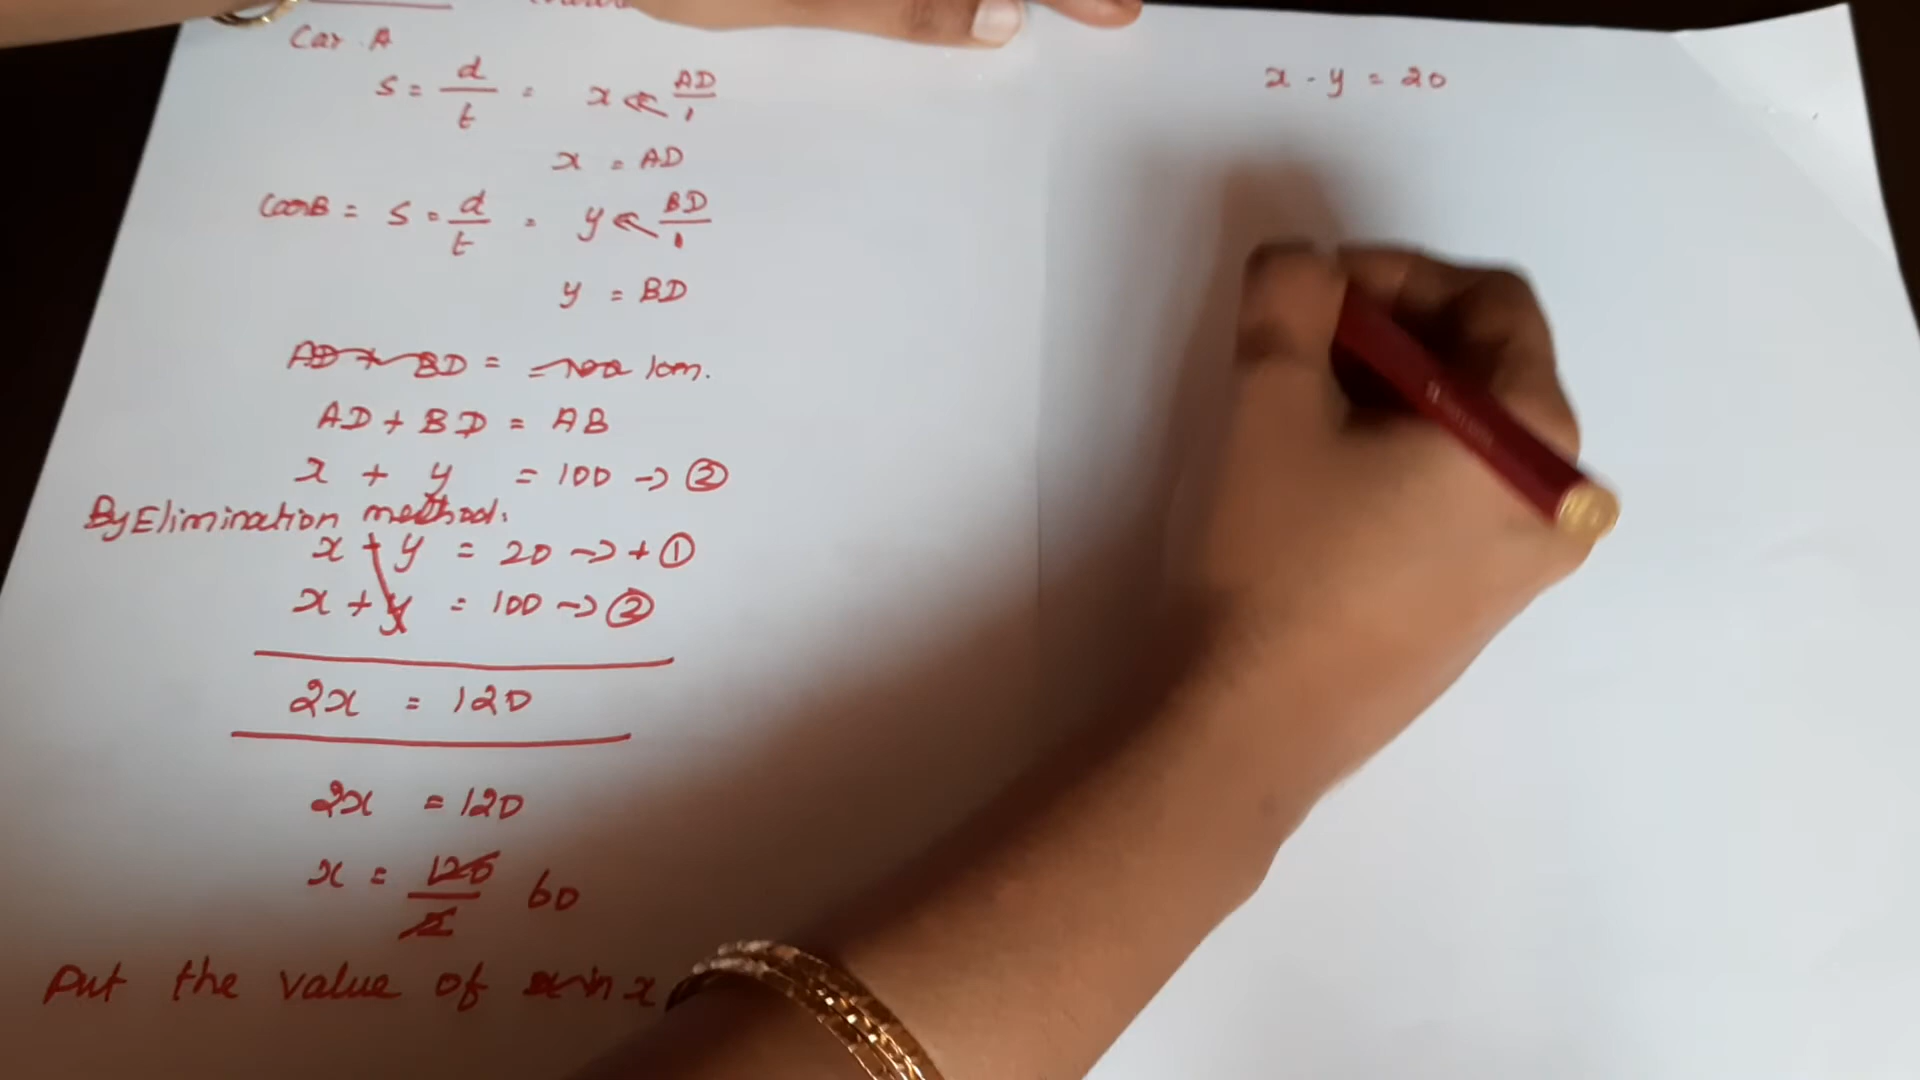 Car A
s = d/t = x AD/1
x = AD
Car B = s = d/t = y BD/1
y = BD
AD + BD = 100 km.
AD + BD = AB
x + y = 100 → ②
By Elimination method.
x - y = 20 → + ①
x + y = 100 → ②
2x = 120
2x = 120
x = 120/2 60
Put the value of x in x
x - y = 20